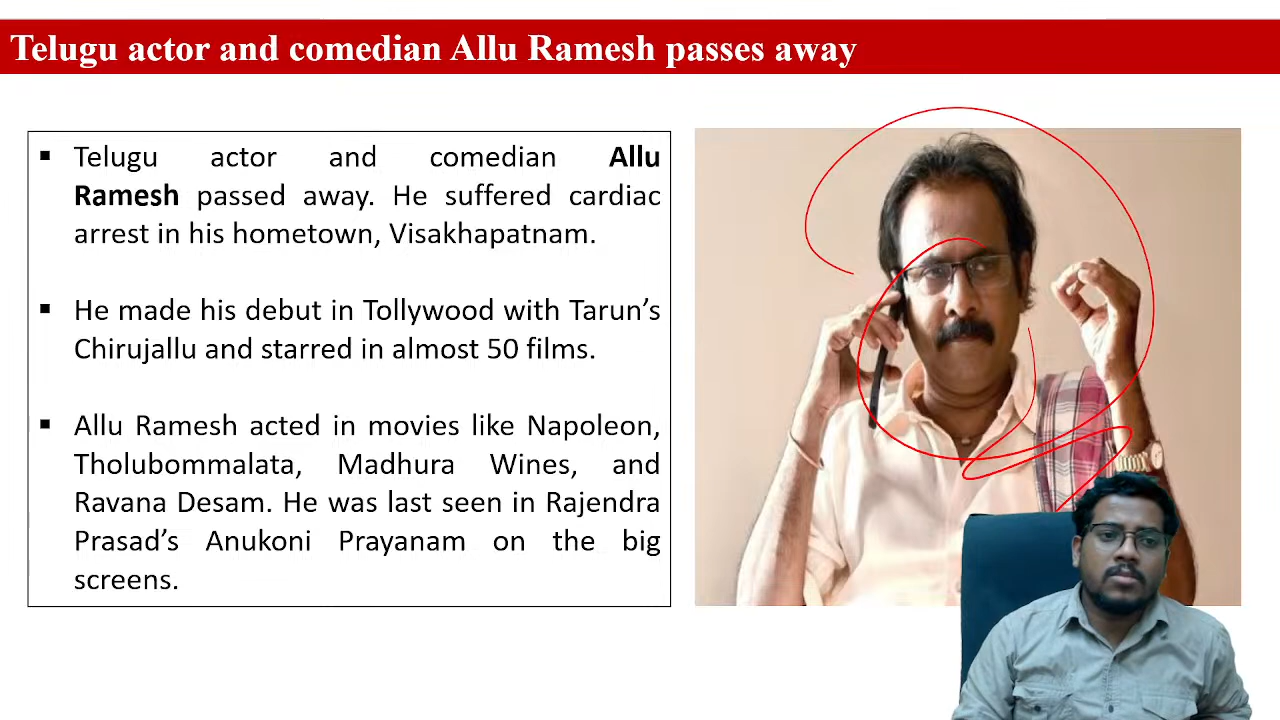 Telugu actor and comedian Allu Ramesh passes away
▪ Telugu actor and comedian Allu
Ramesh passed away. He suffered cardiac
arrest in his hometown, Visakhapatnam.
▪ He made his debut in Tollywood with Tarun’s
Chirujallu and starred in almost 50 films.
▪ Allu Ramesh acted in movies like Napoleon,
Tholubommalata, Madhura Wines, and
Ravana Desam. He was last seen in Rajendra
Prasad’s Anukoni Prayanam on the big
screens.